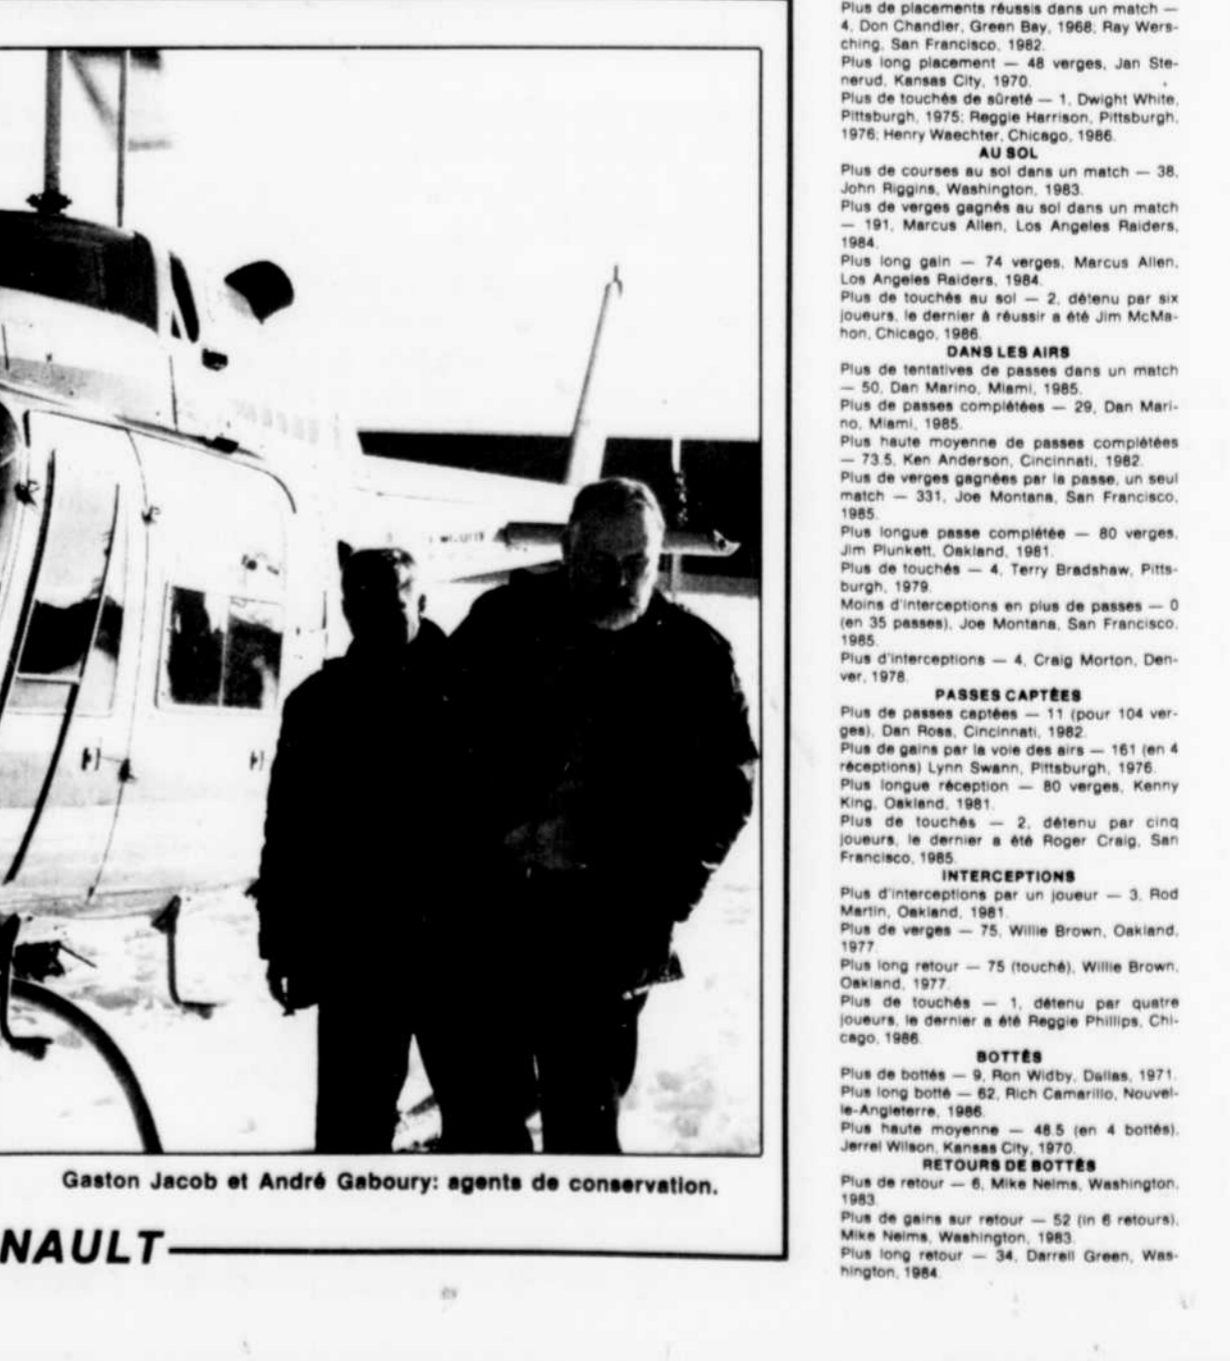 Gaston Jacob et André Gaboury: agents de conservation.
NAULT
Plus de placements réussis dans un match —
4, Don Chandler, Green Bay, 1968; Ray Wers-
ching, San Francisco, 1982.
Plus long placement — 48 verges, Jan Ste-
nerud, Kansas City, 1970.
Plus de touchés de sûreté — 1, Dwight White,
Pittsburgh, 1975; Reggie Harrison, Pittsburgh,
1976; Henry Waechter, Chicago, 1986.
AU SOL
Plus de courses au sol dans un match — 38,
John Riggins, Washington, 1983.
Plus de verges gagnés au sol dans un match
— 191, Marcus Allen, Los Angeles Raiders,
1984.
Plus long gain — 74 verges, Marcus Allen,
Los Angeles Raiders, 1984.
Plus de touchés au sol — 2, détenu par six
joueurs, le dernier à réussir a été Jim McMa-
hon, Chicago, 1986.
DANS LES AIRS
Plus de tentatives de passes dans un match
— 50, Dan Marino, Miami, 1985.
Plus de passes complétées — 29, Dan Mari-
no, Miami, 1985.
Plus haute moyenne de passes complétées
— 73.5, Ken Anderson, Cincinnati, 1982.
Plus de verges gagnées par la passe, un seul
match — 331, Joe Montana, San Francisco,
1985.
Plus longue passe complétée — 80 verges,
Jim Plunkett, Oakland, 1981.
Plus de touchés — 4, Terry Bradshaw, Pitts-
burgh, 1979.
Moins d'interceptions en plus de passes — 0
(en 35 passes), Joe Montana, San Francisco,
1985.
Plus d'interceptions — 4, Craig Morton, Den-
ver, 1978.
PASSES CAPTÉES
Plus de passes captées — 11 (pour 104 ver-
ges), Dan Ross, Cincinnati, 1982.
Plus de gains par la voie des airs — 161 (en 4
réceptions) Lynn Swann, Pittsburgh, 1976.
Plus longue réception — 80 verges, Kenny
King, Oakland, 1981.
Plus de touchés — 2, détenu par cinq
joueurs, le dernier a été Roger Craig, San
Francisco, 1985.
INTERCEPTIONS
Plus d'interceptions par un joueur — 3, Rod
Martin, Oakland, 1981.
Plus de verges — 75, Willie Brown, Oakland,
1977.
Plus long retour — 75 (touché), Willie Brown,
Oakland, 1977.
Plus de touchés — 1, détenu par quatre
joueurs, le dernier a été Reggie Phillips, Chi-
cago, 1986.
BOTTÉS
Plus de bottés — 9, Ron Widby, Dallas, 1971.
Plus long botté — 62, Rich Camarillo, Nouvel-
le-Angleterre, 1986.
Plus haute moyenne — 48.5 (en 4 bottés),
Jerrel Wilson, Kansas City, 1970.
RETOURS DE BOTTÉS
Plus de retour — 6, Mike Nelms, Washington,
1983.
Plus de gains sur retour — 52 (in 6 retours),
Mike Nelms, Washington, 1983.
Plus long retour — 34, Darrell Green, Was-
hington, 1984.